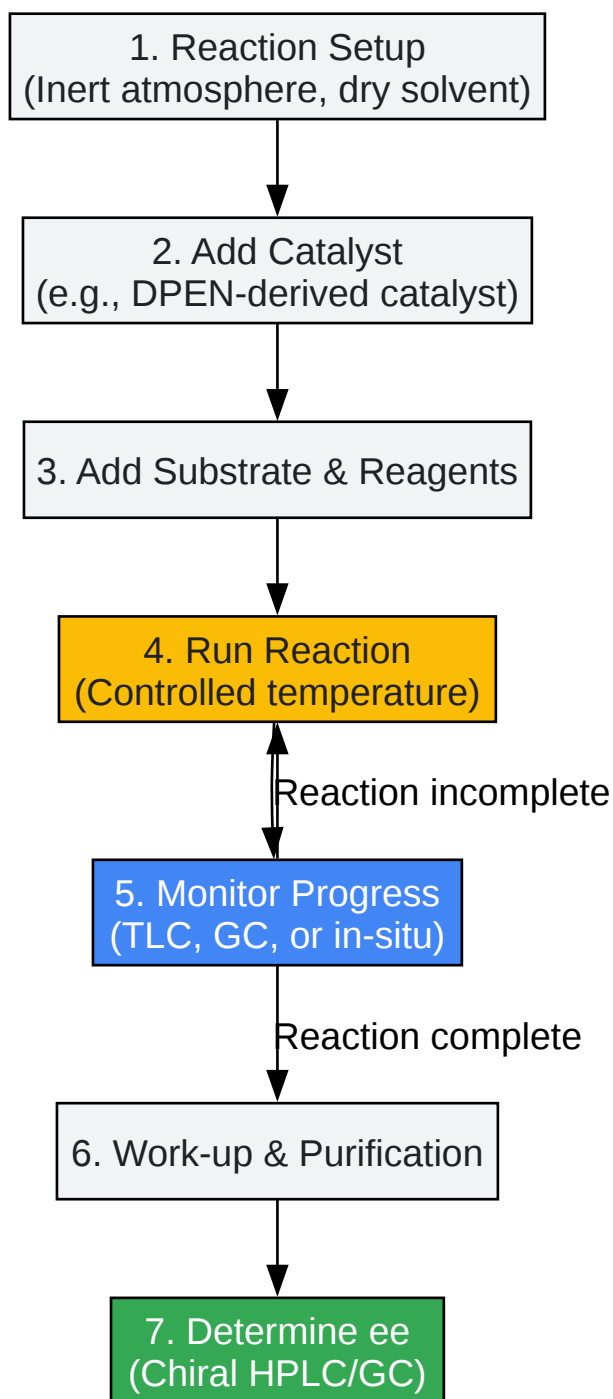 1. Reaction Setup
(Inert atmosphere, dry solvent)
2. Add Catalyst
(e.g., DPEN-derived catalyst)
3. Add Substrate & Reagents
4. Run Reaction
(Controlled temperature)
Reaction incomplete
5. Monitor Progress
(TLC, GC, or in-situ)
Reaction complete
6. Work-up & Purification
7. Determine ee
(Chiral HPLC/GC)